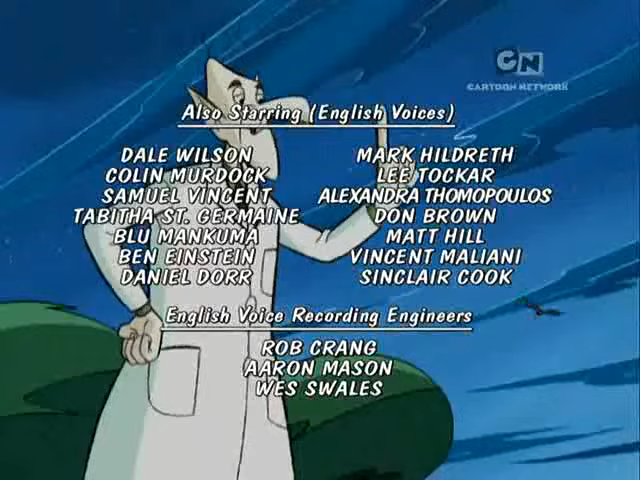 CN
CARTOON NETWORK
Also Starring (English Voices)
DALE WILSON
COLIN MURDOCK
SAMUEL VINCENT
TABITHA ST. GERMAINE
BLU MANKUMA
BEN EINSTEIN
DANIEL DORR
MARK HILDRETH
LEE TOCKAR
ALEXANDRA THOMOPOULOS
DON BROWN
MATT HILL
VINCENT MALIANI
SINCLAIR COOK
English Voice Recording Engineers
ROB CRANG
AARON MASON
WES SWALES